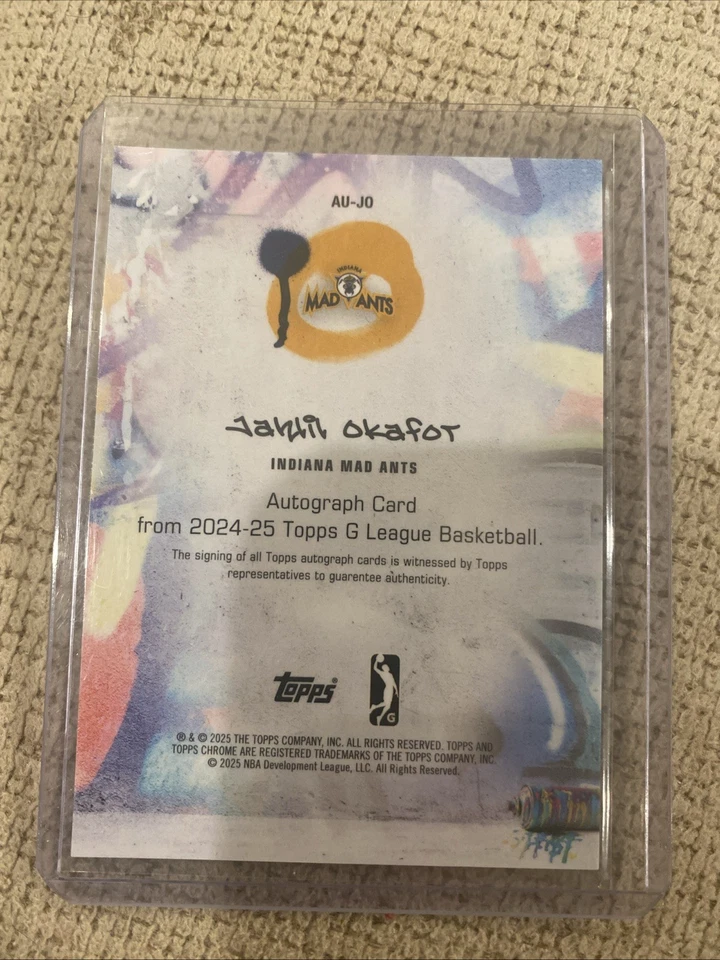 AU-JO
INDIANA
MAD ANTS
Jahlil Okafor
INDIANA MAD ANTS
Autograph Card
from 2024-25 Topps G League Basketball.
The signing of all Topps autograph cards is witnessed by Topps
representatives to guarentee authenticity.
topps®
G
® & © 2025 THE TOPPS COMPANY, INC. ALL RIGHTS RESERVED. TOPPS AND
TOPPS CHROME ARE REGISTERED TRADEMARKS OF THE TOPPS COMPANY, INC.
© 2025 NBA Development League, LLC. All Rights Reserved.